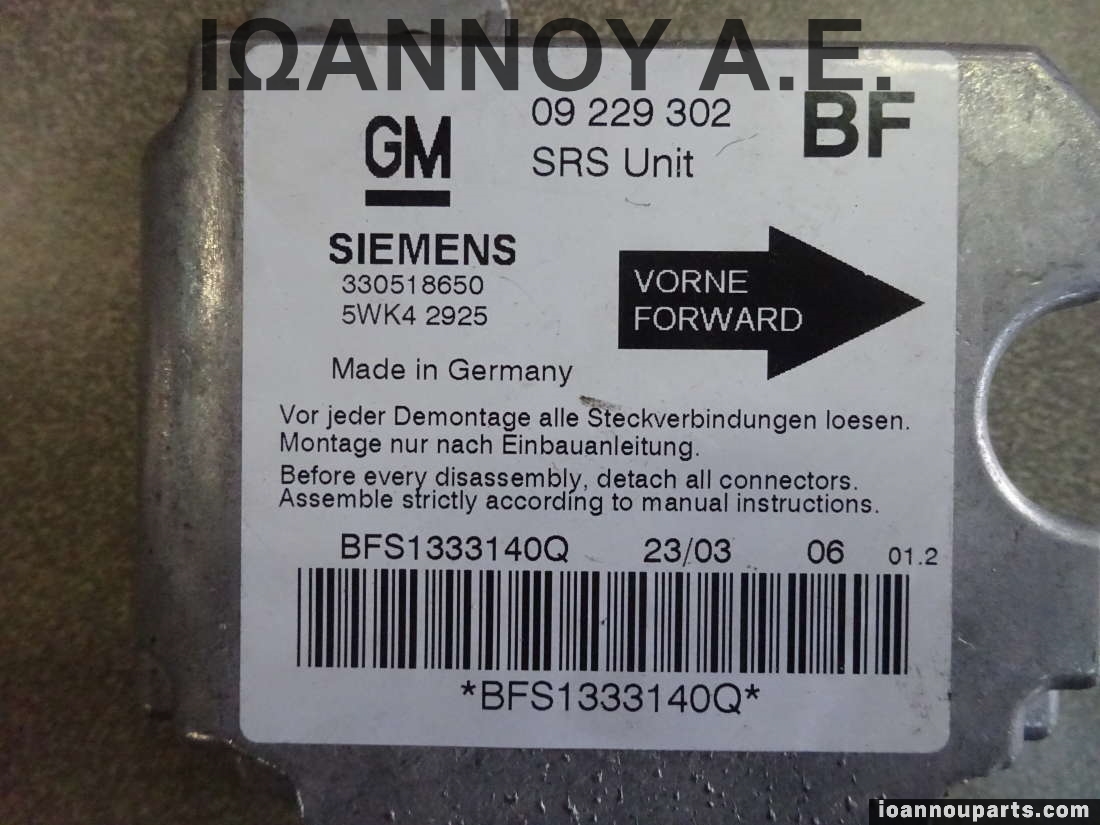 ΙΩΑΝΝΟΥ Α.Ε.
GM
09 229 302
BF
SRS Unit
SIEMENS
330518650
5WK4 2925
VORNE
FORWARD
Made in Germany
Vor jeder Demontage alle Steckverbindungen loesen.
Montage nur nach Einbauanleitung.
Before every disassembly, detach all connectors.
Assemble strictly according to manual instructions.
BFS1333140Q 23/03 06 01.2
*BFS1333140Q*
ioannouparts.com